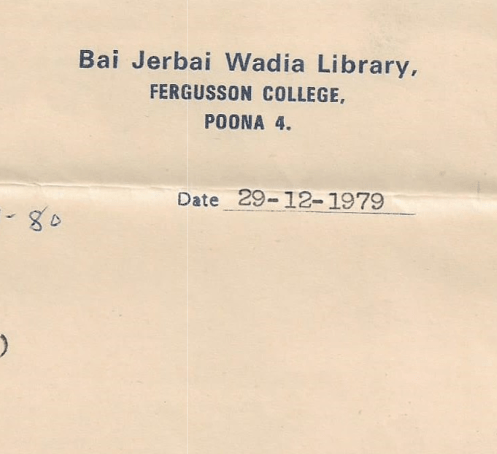 Bai Jerbai Wadia Library,
FERGUSSON COLLEGE,
POONA 4.
Date 29-12-1979
- 80
)